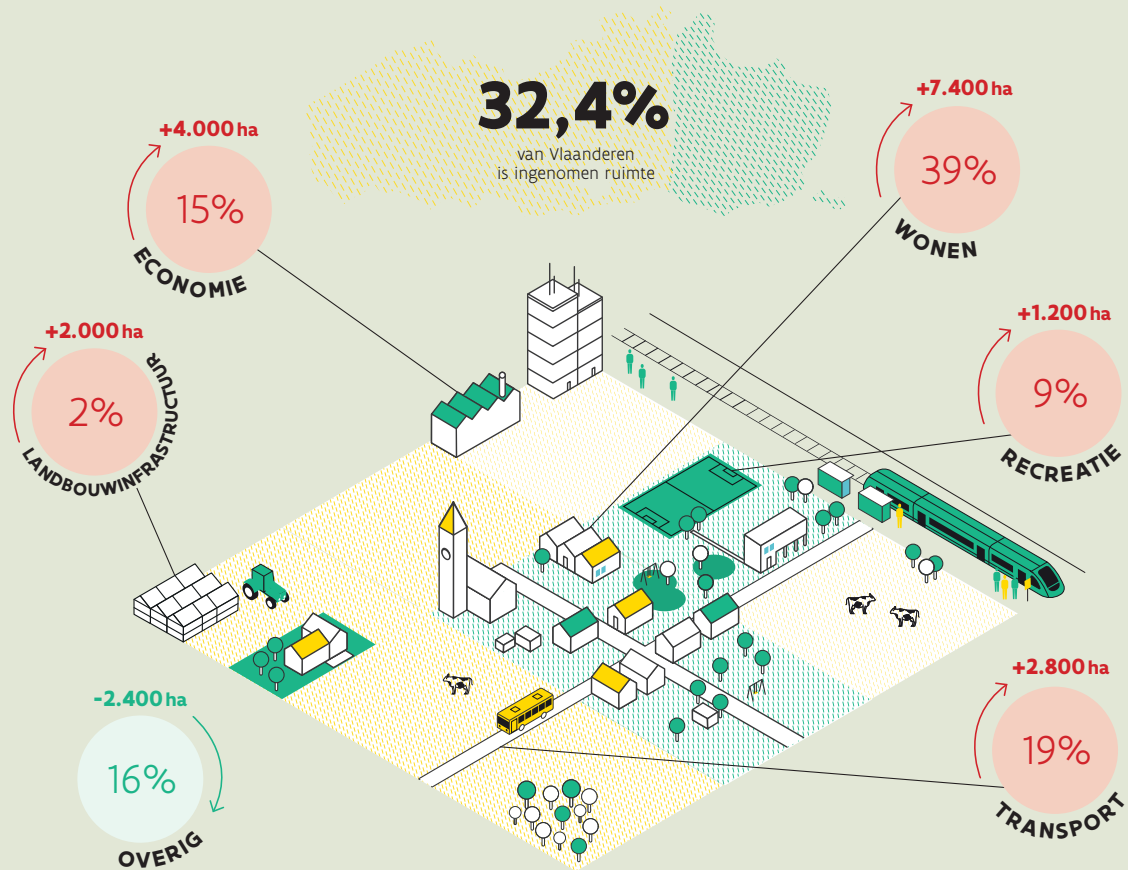 32,4%
van Vlaanderen
is ingenomen ruimte
+4.000 ha
15%
ECONOMIE
+7.400 ha
39%
WONEN
+2.000 ha
2%
LANDBOUWINFRASTRUCTUUR
+1.200 ha
9%
RECREATIE
-2.400 ha
16%
OVERIG
+2.800 ha
19%
TRANSPORT